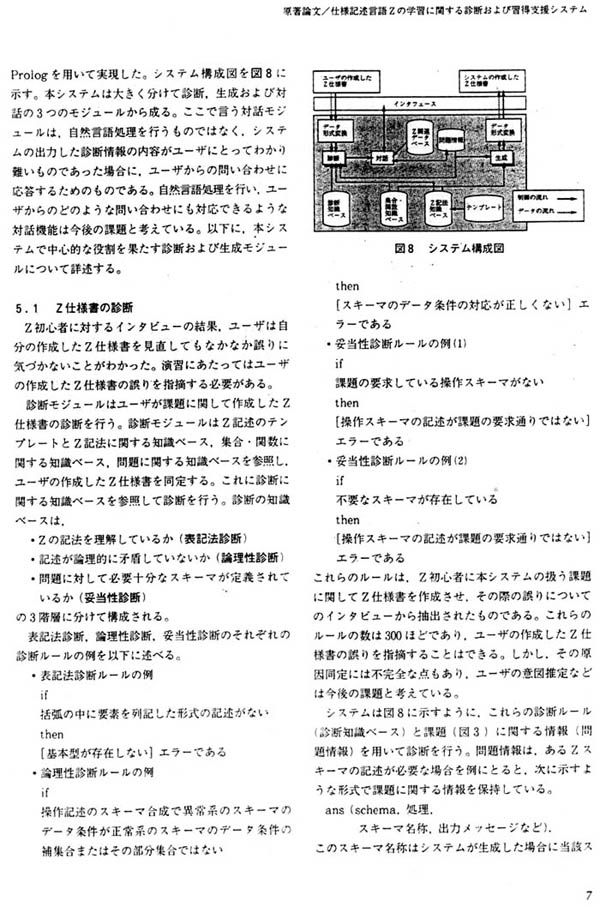 原著論文／仕様記述言語Zの学習に関する診断および習得支援システム
Prologを用いて実現した。システム構成図を図8に
示す。本システムは大きく分けて診断，生成および対
話の3つのモジュールから成る。ここで言う対話モジ
ュールは，自然言語処理を行うものではなく，システ
ムの出力した診断情報の内容がユーザにとってわかり
難いものであった場合に，ユーザからの問い合わせに
応答するためのものである。自然言語処理を行い，ユー
ザからのどのような問い合わせにも対応できるような
対話機能は今後の課題と考えている。以下に，本シス
テムで中心的な役割を果たす診断および生成モジュー
ルについて詳述する。
5．1　Z仕様書の診断
Z初心者に対するインタビューの結果，ユーザは自
分の作成したZ仕様書を見直してもなかなか誤りに
気づかないことがわかった。演習にあたってはユーザ
の作成したZ仕様書の誤りを指摘する必要がある。
診断モジュールはユーザが課題に関して作成したZ
仕様書の診断を行う。診断モジュールはZ記述のテン
プレートとZ記法に関する知識ベース，集合・関数に
関する知識ベース，問題に関する知識ベースを参照し，
ユーザの作成したZ仕様書を同定する。これに診断に
関する知識ベースを参照して診断を行う。診断の知識
ベースは，
・Zの記法を理解しているか（表記法診断）
・記述が論理的に矛盾していないか（論理性診断）
・問題に対して必要十分なスキーマが定義されて
いるか（妥当性診断）
の3階層に分けて構成される。
表記法診断，論理性診断，妥当性診断のそれぞれの
診断ルールの例を以下に述べる。
・表記法診断ルールの例
if
括弧の中に要素を列記した形式の記述がない
then
［基本型が存在しない］エラーである
・論理性診断ルールの例
if
操作記述のスキーマ合成で異常系のスキーマの
データ条件が正常系のスキーマのデータ条件の
補集合またはその部分集合ではない
ユーザの作成した
Z仕様書
システムの作成した
Z仕様書
インタフェース
データ
形式変換
Z関連
データ
ベース
問題情報
データ
形式変換
診断
対話
生成
診断
知識
ベース
集合・
関数
知識
ベース
Z記法
知識
ベース
テンプレート
制御の流れ
データの流れ
図8　システム構成図
then
［スキーマのデータ条件の対応が正しくない］エ
ラーである
・妥当性診断ルールの例(1)
if
課題の要求している操作スキーマがない
then
［操作スキーマの記述が課題の要求通りではない］
エラーである
・妥当性診断ルールの例(2)
if
不要なスキーマが存在している
then
［操作スキーマの記述が課題の要求通りではない］
エラーである
これらのルールは，Z初心者に本システムの扱う課題
に関してZ仕様書を作成させ，その際の誤りについて
のインタビューから抽出されたものである。これらの
ルールの数は300ほどであり，ユーザの作成したZ仕
様書の誤りを指摘することはできる。しかし，その原
因同定には不完全な点もあり，ユーザの意図推定など
は今後の課題と考えている。
システムは図8に示すように，これらの診断ルール
（診断知識ベース）と課題（図3）に関する情報（問
題情報）を用いて診断を行う。問題情報は，あるZス
キーマの記述が必要な場合を例にとると，次に示すよ
うな形式で課題に関する情報を保持している。
ans（schema，処理，
スキーマ名称，出力メッセージなど）．
このスキーマ名称はシステムが生成した場合に当該ス
7